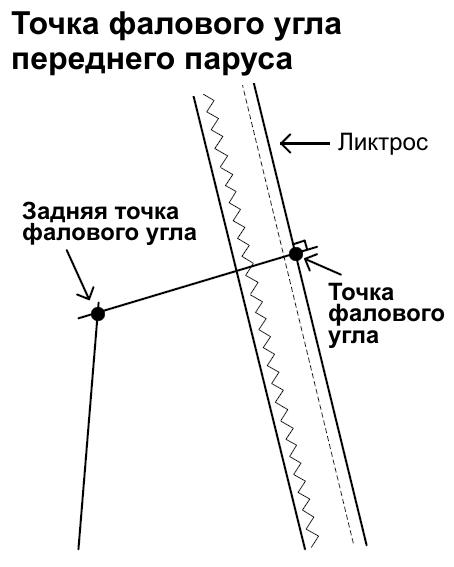 Точка фалового угла
переднего паруса
Ликтрос
Задняя точка
фалового угла
Точка
фалового
угла